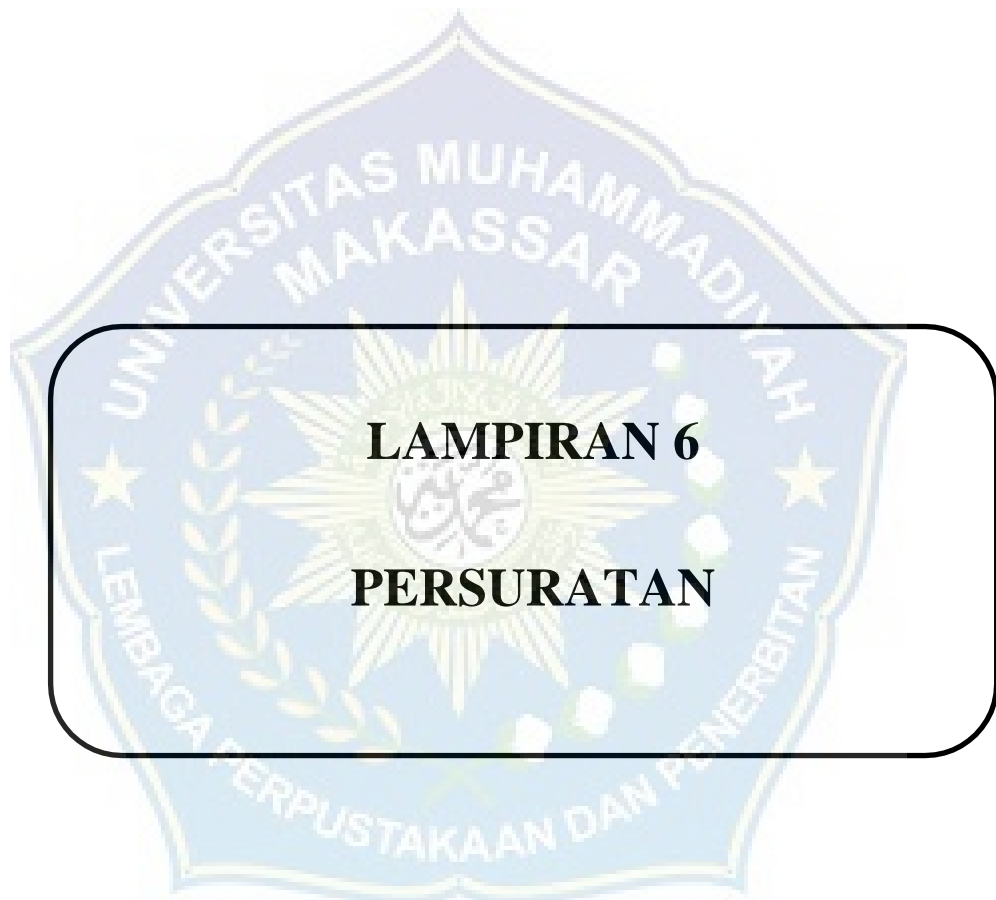 UNIVERSITAS MUHAMMADIYAH
MAKASSAR
LAMPIRAN 6
PERSURATAN
LEMBAGA PERPUSTAKAAN DAN PENERBITAN